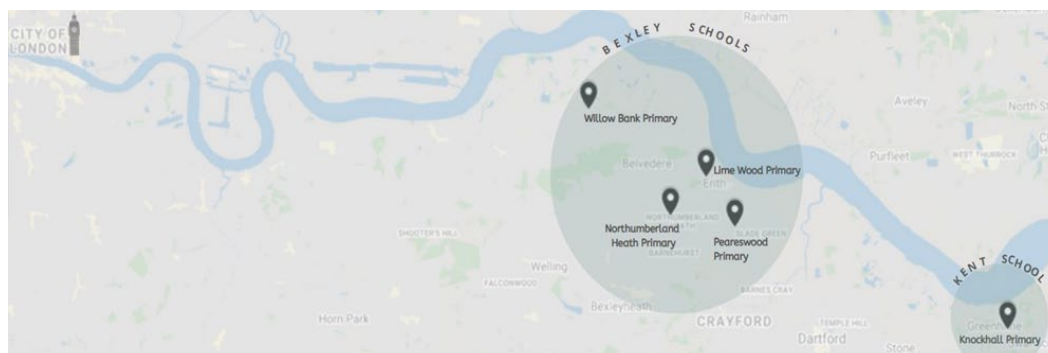 CITY OF
LONDON
BEXLEY SCHOOLS
Rainham
Willow Bank Primary
Aveley
North St
Belvedere
Lime Wood Primary
Purfleet
WEST THURROCK
Erith
NORTHUMBERLAND
HEATH
Northumberland
Heath Primary
Peareswood
Primary
SLADE GREEN
BARNEHURST
SHOOTER'S HILL
Welling
FALCONWOOD
KENT SCHOOL
BARNES CRAY
Bexleyheath
Horn Park
CRAYFORD
TEMPLE HILL
Dartford
Stone
Knockhall Primary